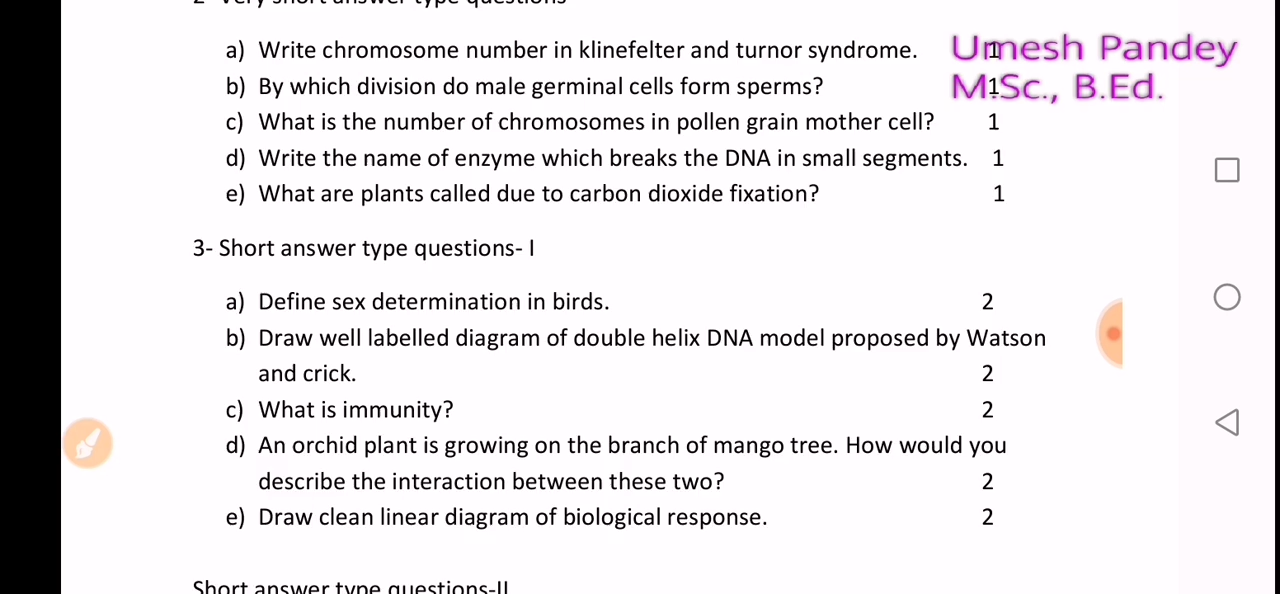 2- Very short answer type questions
a) Write chromosome number in klinefelter and turnor syndrome. 1
Umesh Pandey
b) By which division do male germinal cells form sperms? 1
M.Sc., B.Ed.
c) What is the number of chromosomes in pollen grain mother cell? 1
d) Write the name of enzyme which breaks the DNA in small segments. 1
e) What are plants called due to carbon dioxide fixation? 1
3- Short answer type questions- I
a) Define sex determination in birds. 2
b) Draw well labelled diagram of double helix DNA model proposed by Watson
and crick. 2
c) What is immunity? 2
d) An orchid plant is growing on the branch of mango tree. How would you
describe the interaction between these two? 2
e) Draw clean linear diagram of biological response. 2
Short answer type questions-II